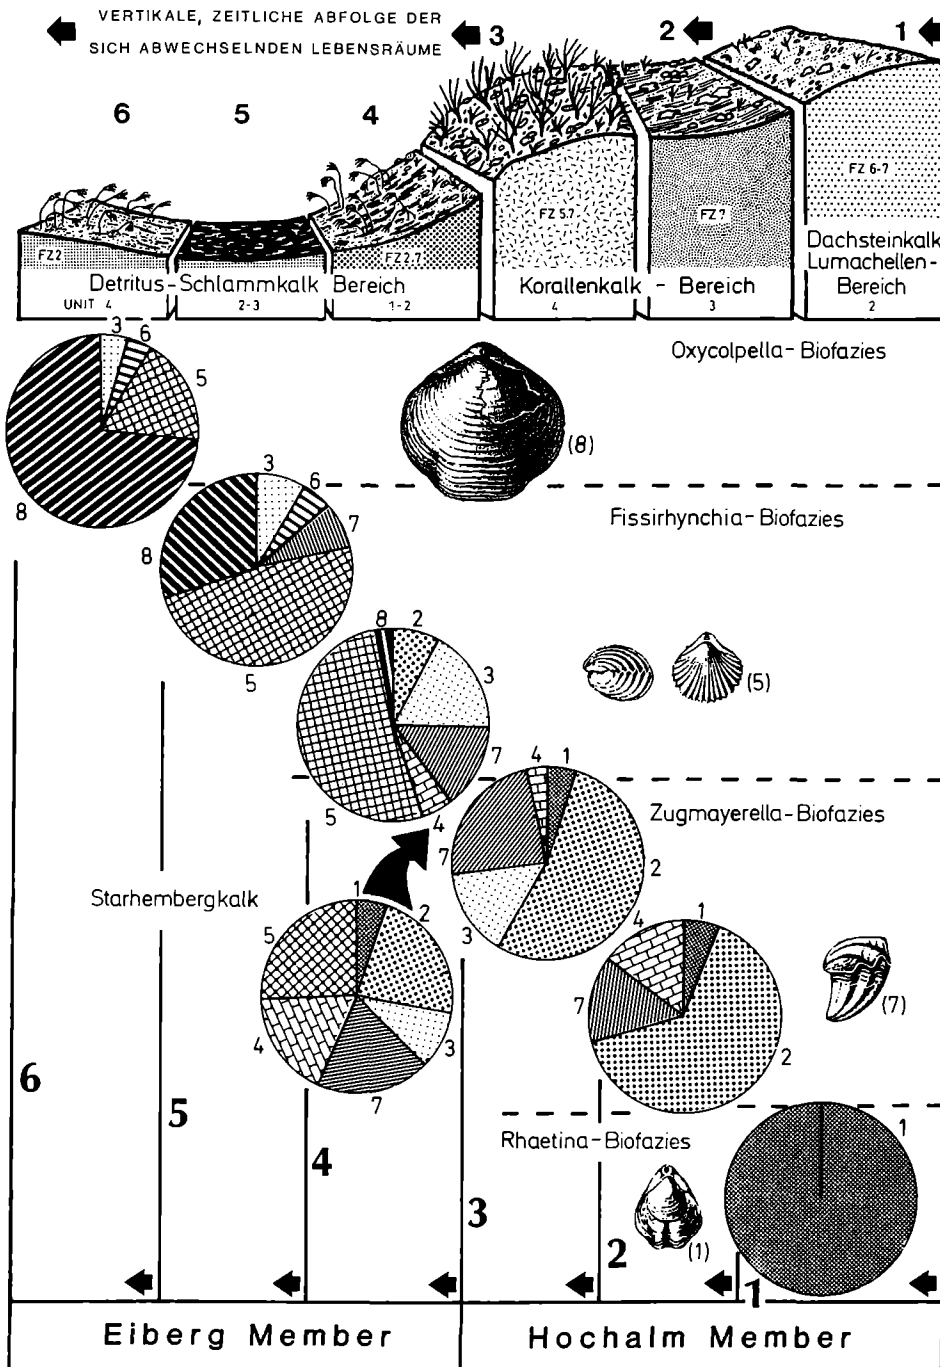 VERTIKALE, ZEITLICHE ABFOLGE DER
SICH ABWECHSELNDEN LEBENSRÄUME
3
2
1
6
5
4
FZ2
FZ2.7
FZ 5.7
FZ 7
FZ 6-7
Detritus-Schlammkalk Bereich
Korallenkalk - Bereich
Dachsteinkalk
Lumachellen-
Bereich
UNIT 4
2-3
1-2
4
3
2
3
6
5
8
Oxycolpella-Biofazies
(8)
3
6
7
8
5
Fissirhynchia-Biofazies
8
2
3
7
4
5
(5)
4
1
2
3
7
Zugmayerella-Biofazies
Starhembergkalk
1
2
3
7
4
5
4
1
2
7
(7)
Rhaetina-Biofazies
(1)
1
6
5
4
3
2
1
Eiberg Member
Hochalm Member